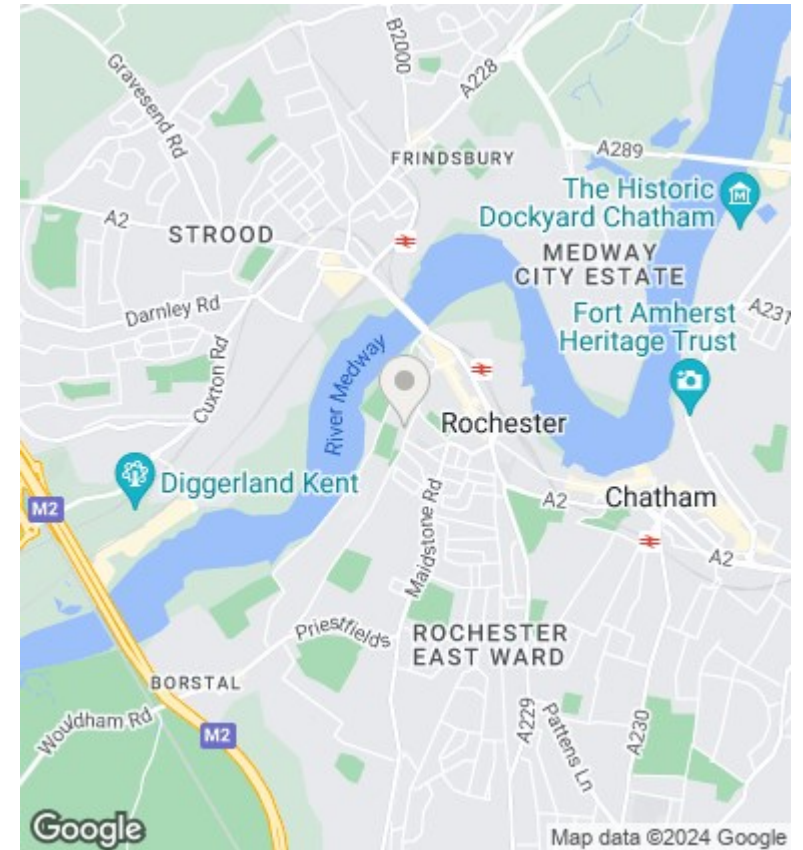 B2000
Gravesend Rd
A228
FRINDSBURY
A289
The Historic
Dockyard Chatham
A2
STROOD
MEDWAY
CITY ESTATE
A231
Darnley Rd
Fort Amherst
Heritage Trust
Cuxton Rd
River Medway
Rochester
Diggerland Kent
M2
Maidstone Rd
A2
Chatham
A2
Priestfields
ROCHESTER
EAST WARD
BORSTAL
A229
Pattens Ln
A230
Wouldham Rd
M2
Google
Map data ©2024 Google